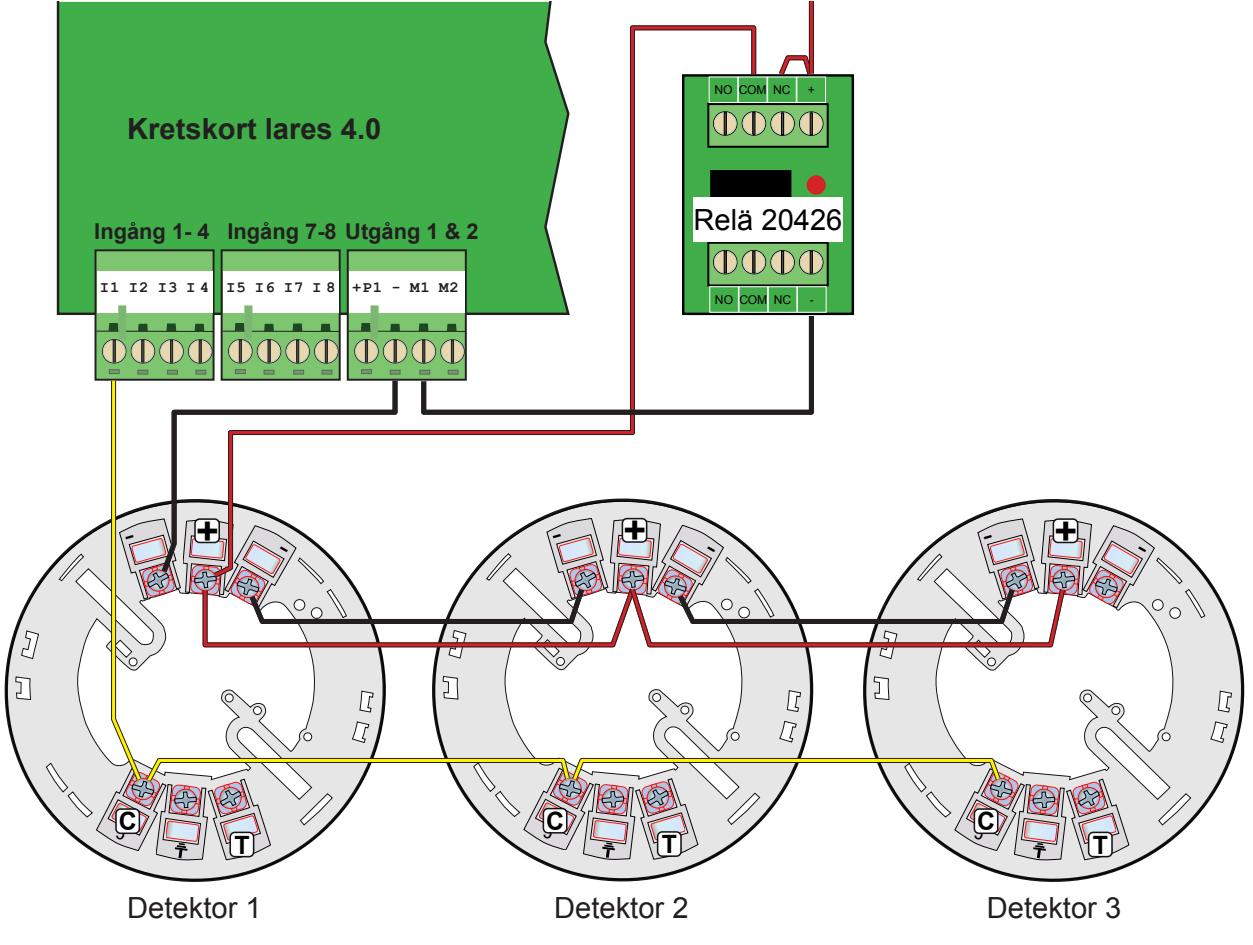 NO COM NC +
Kretskort lares 4.0
Relä 20426
Ingång 1- 4 Ingång 7-8 Utgång 1 & 2
I1 I2 I3 I4 I5 I6 I7 I8 +P1 - M1 M2
NO COM NC -
- + -
- + -
- + -
C T
C T
C T
Detektor 1 Detektor 2 Detektor 3